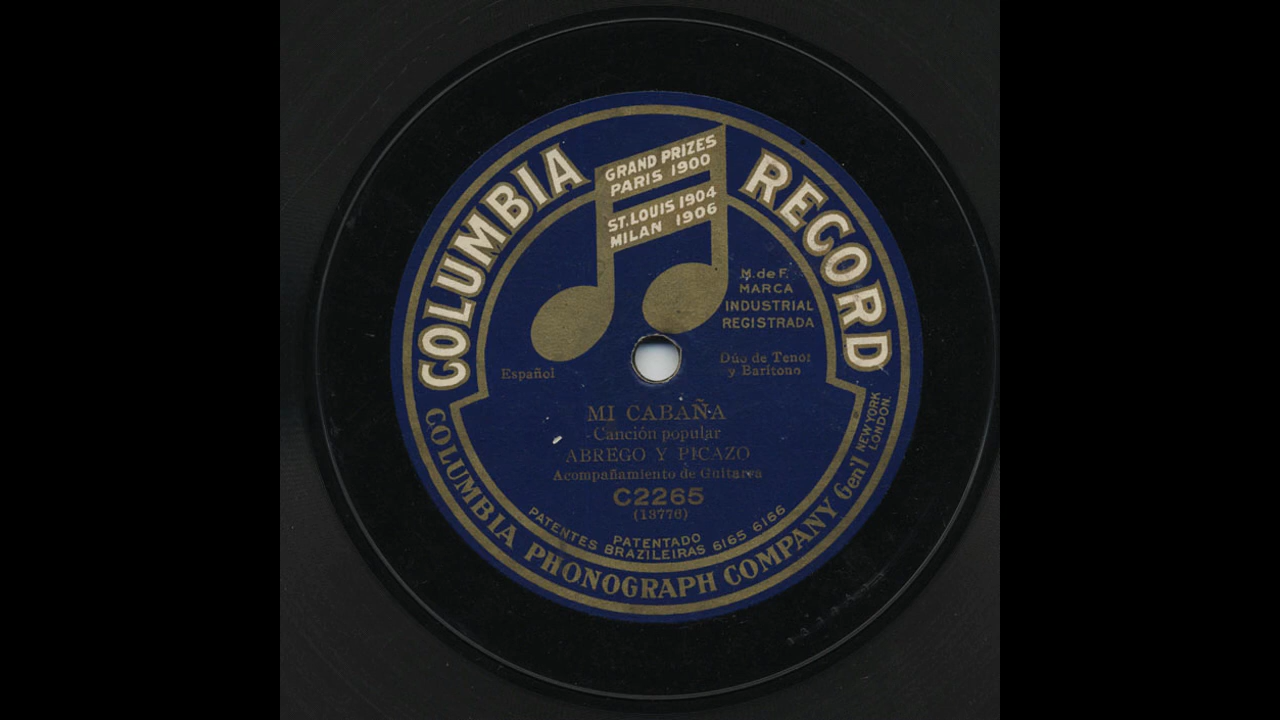 COLUMBIA RECORD
GRAND PRIZES
PARIS 1900
ST. LOUIS 1904
MILAN 1906
M. de F.
MARCA
INDUSTRIAL
REGISTRADA
Español
Dúo de Tenor
y Barítono
MI CABAÑA
Canción popular
ABREGO Y PICAZO
Acompañamiento de Guitarra
C2265
(13776)
PATENTADO
PATENTES BRAZILEIRAS 6165 6166
COLUMBIA PHONOGRAPH COMPANY Gen'l
NEW YORK
LONDON.